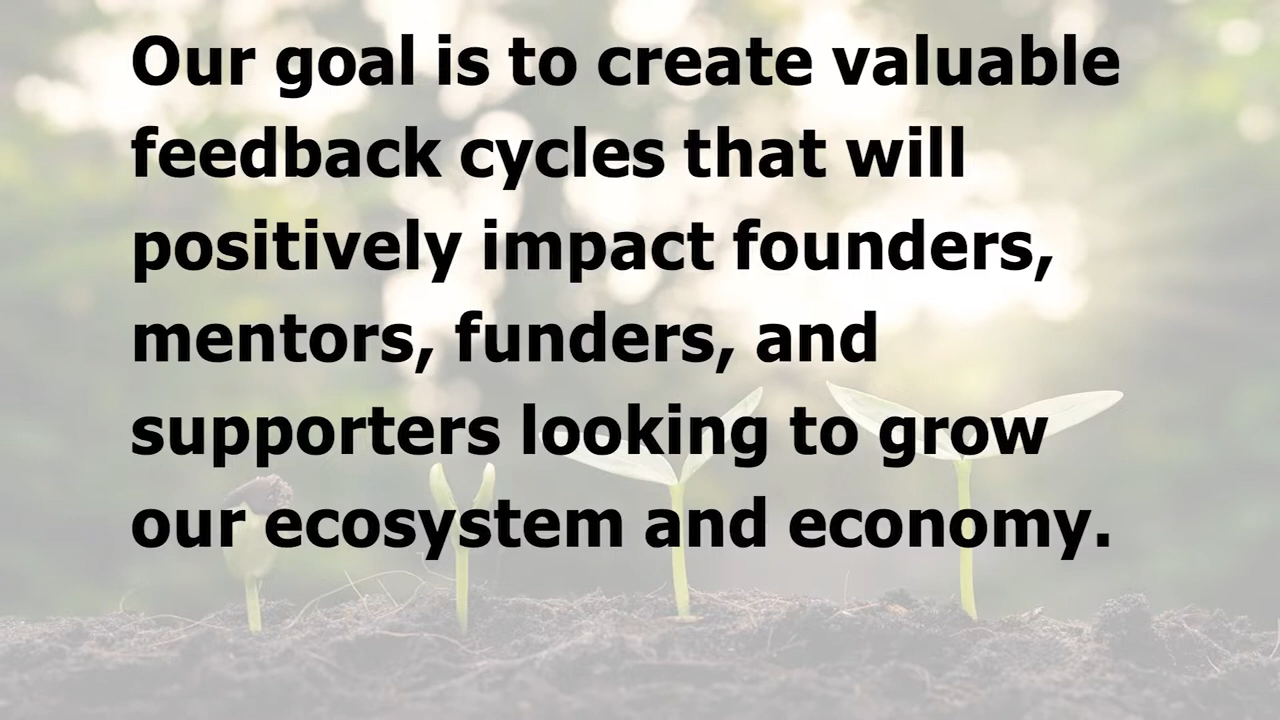 Our goal is to create valuable
feedback cycles that will
positively impact founders,
mentors, funders, and
supporters looking to grow
our ecosystem and economy.